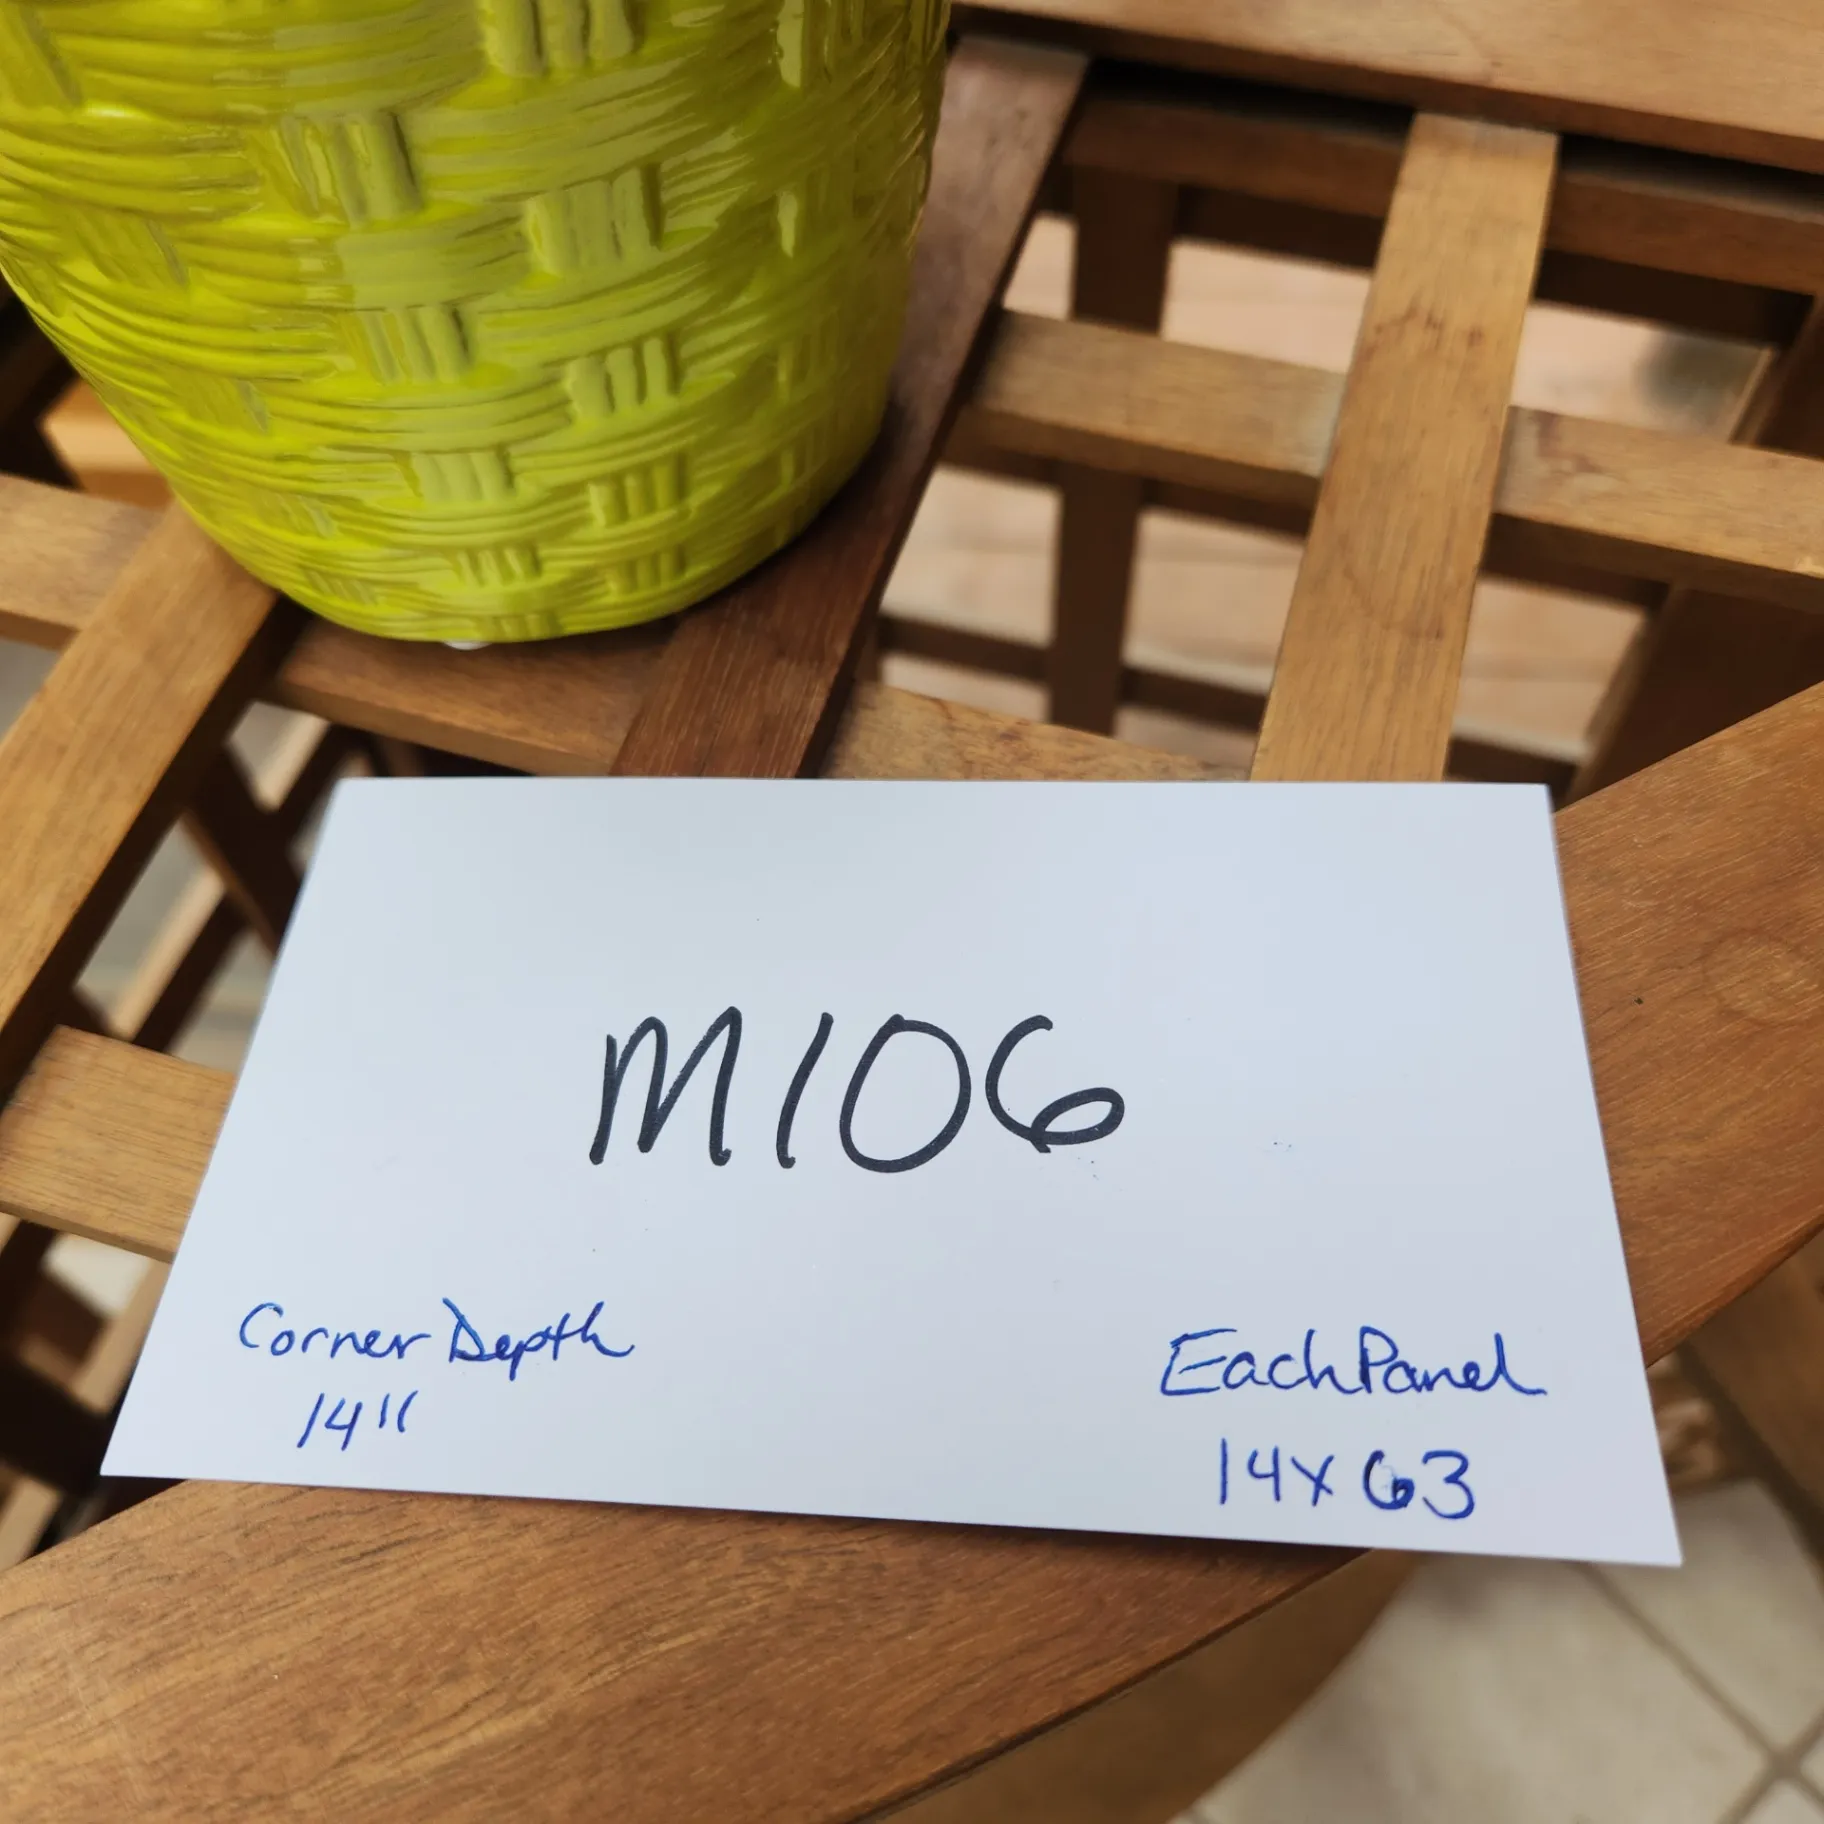 M106
Corner Depth
14"
Each Panel
14x63